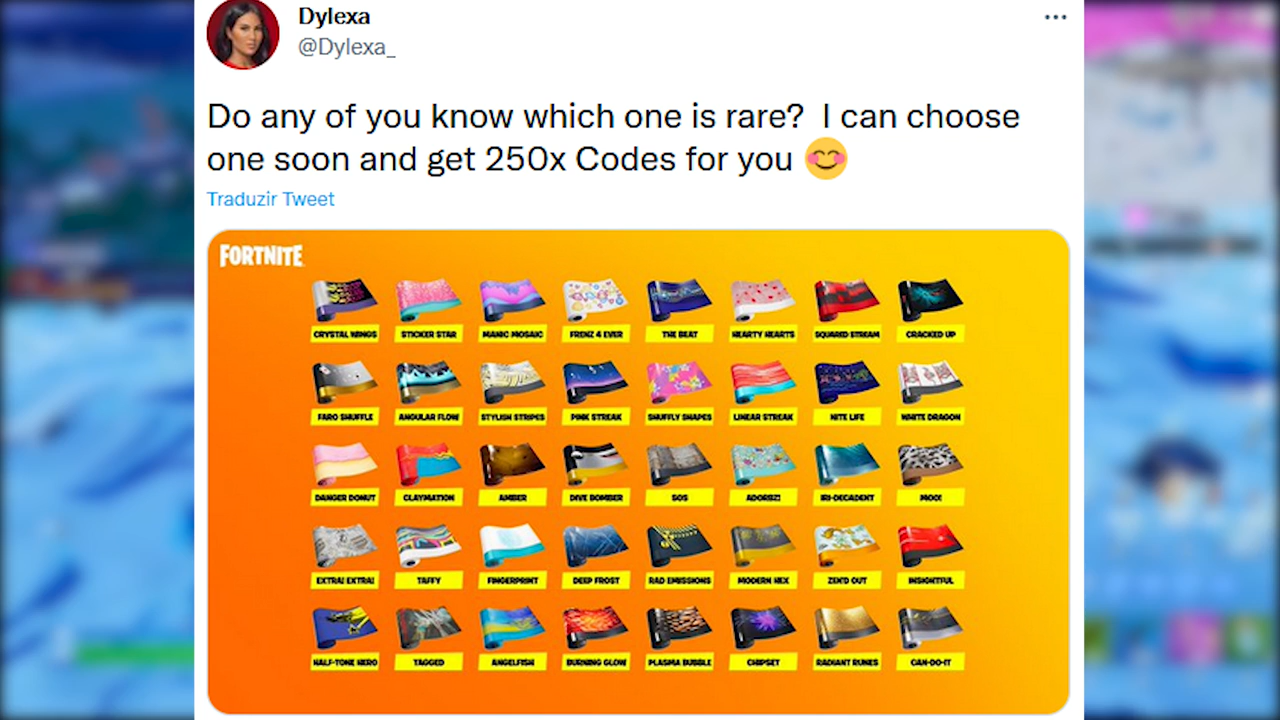 Dylexa
@Dylexa_
Do any of you know which one is rare? I can choose
one soon and get 250x Codes for you
Traduzir Tweet
FORTNITE
CRYSTAL WINGS STICKER STAR MANIC MOSAIC FRENZ 4 EVER THE BEAT HEARTY HEARTS SQUARED STREAM CRACKED UP
FARO SHUFFLE ANGULAR FLOW STYLISH STRIPES PINK STREAK SHUFFLY SHAPES LINEAR STREAK NITE LIFE WHITE DRAGON
DANGER DONUT CLAYMATION AMBER DIVE BOMBER SOS ADORBZ! IRI-DECADENT MOO!
EXTRA! EXTRA! TAFFY FINGERPRINT DEEP FROST RAD EMISSIONS MODERN HEX ZEN'D OUT INSIGHTFUL
HALF-TONE HERO TAGGED ANGELFISH BURNING GLOW PLASMA BUBBLE CHIPSET RADIANT RUNES CAN-DO-IT